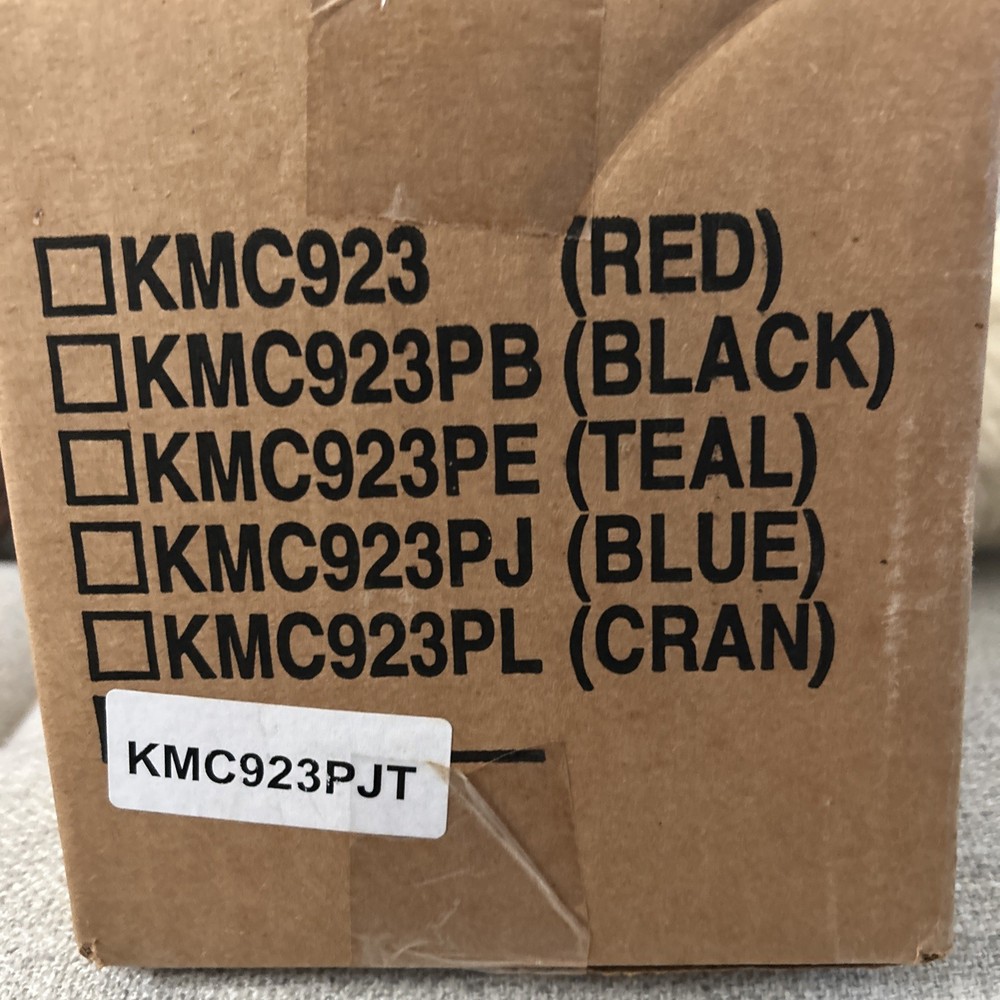 KMC923 (RED)
KMC923PB (BLACK)
KMC923PE (TEAL)
KMC923PJ (BLUE)
KMC923PL (CRAN)
KMC923PJT